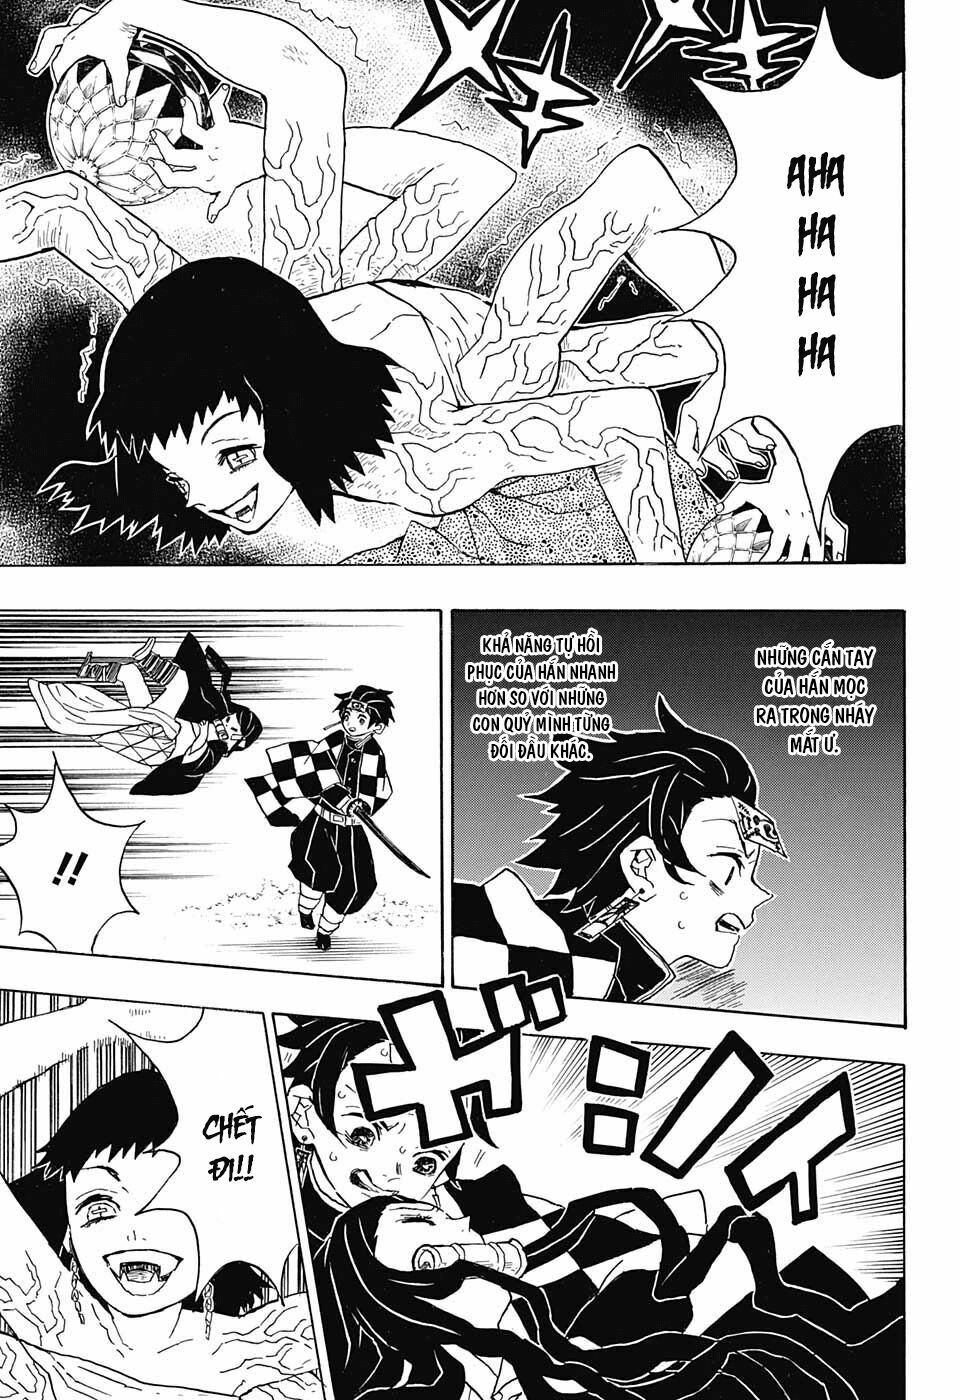 AHA
HA
HA
HA
NHỮNG CẮN TAY
CỦA HẮN MỌC
RA TRONG NHÁY
MẮT Ư.
KHẢ NĂNG TỰ HỒI
PHỤC CỦA HẮN NHANH
HƠN SO VỚI NHỮNG
CON QUỶ MÌNH TỪNG
ĐỐI ĐẦU KHÁC.
!!
CHẾT
ĐI!!